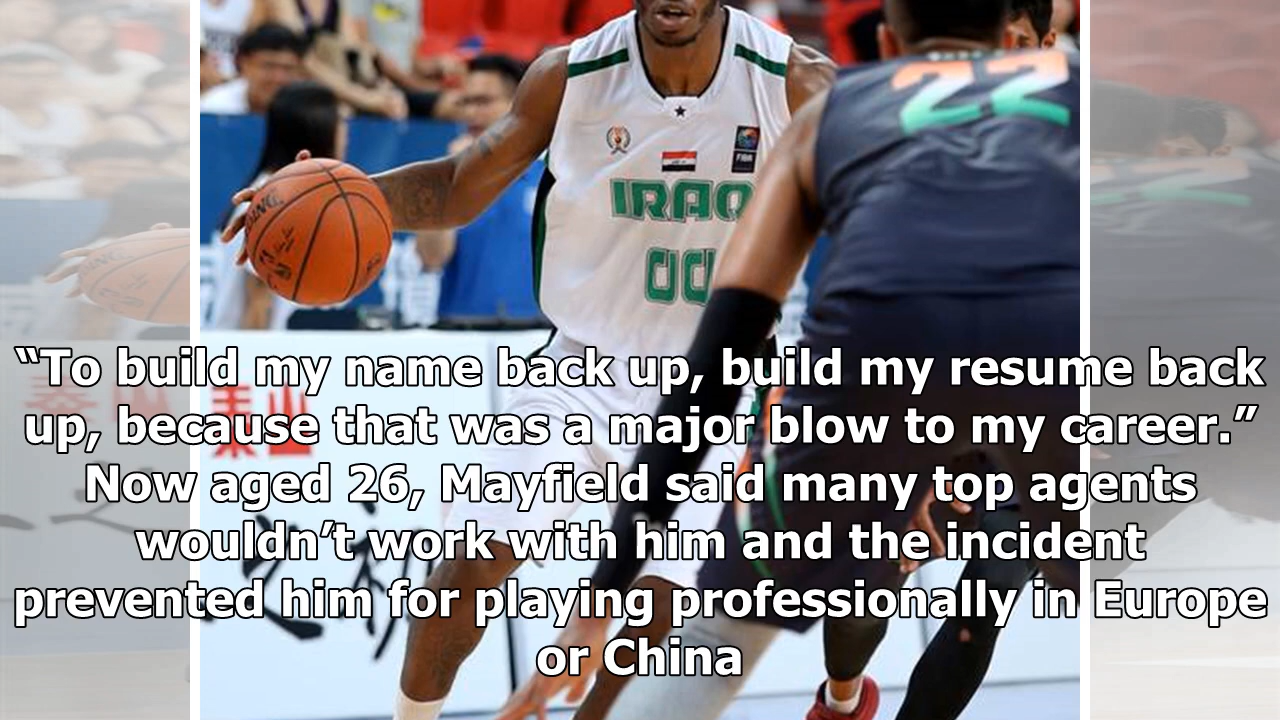 22
IRAQ
00
“To build my name back up, build my resume back
up, because that was a major blow to my career.”
Now aged 26, Mayfield said many top agents
wouldn’t work with him and the incident
prevented him for playing professionally in Europe
or China